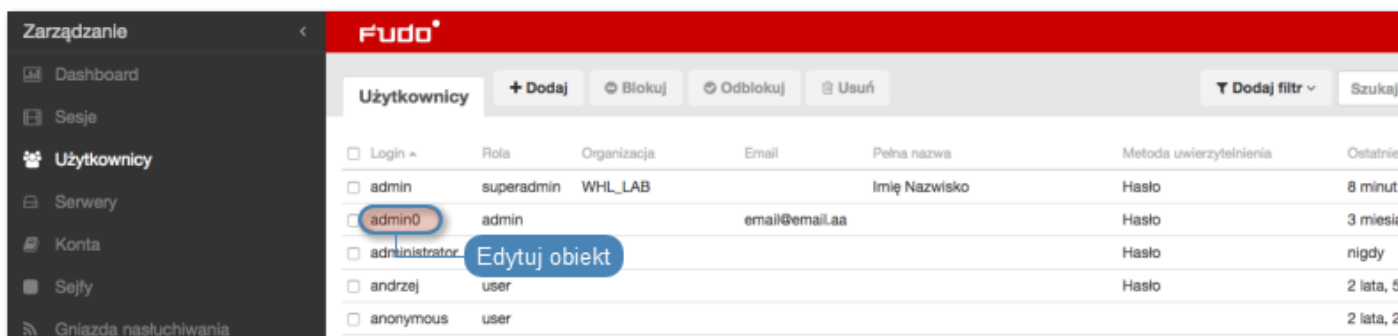 Zarządzanie
Fudo
Dashboard
Sesje
Użytkownicy
Serwery
Konta
Sejfy
Gniazda nasłuchiwania
Użytkownicy + Dodaj Blokuj Odblokuj Usuń Dodaj filtr Szukaj
Login Rola Organizacja Email Pełna nazwa Metoda uwierzytelnienia Ostatnie
admin superadmin WHL_LAB Imię Nazwisko Hasło 8 minut
admin0 admin email@email.aa Hasło 3 miesią
administrator Hasło nigdy
Edytuj obiekt
andrzej user Hasło 2 lata, 5
anonymous user 2 lata, 2